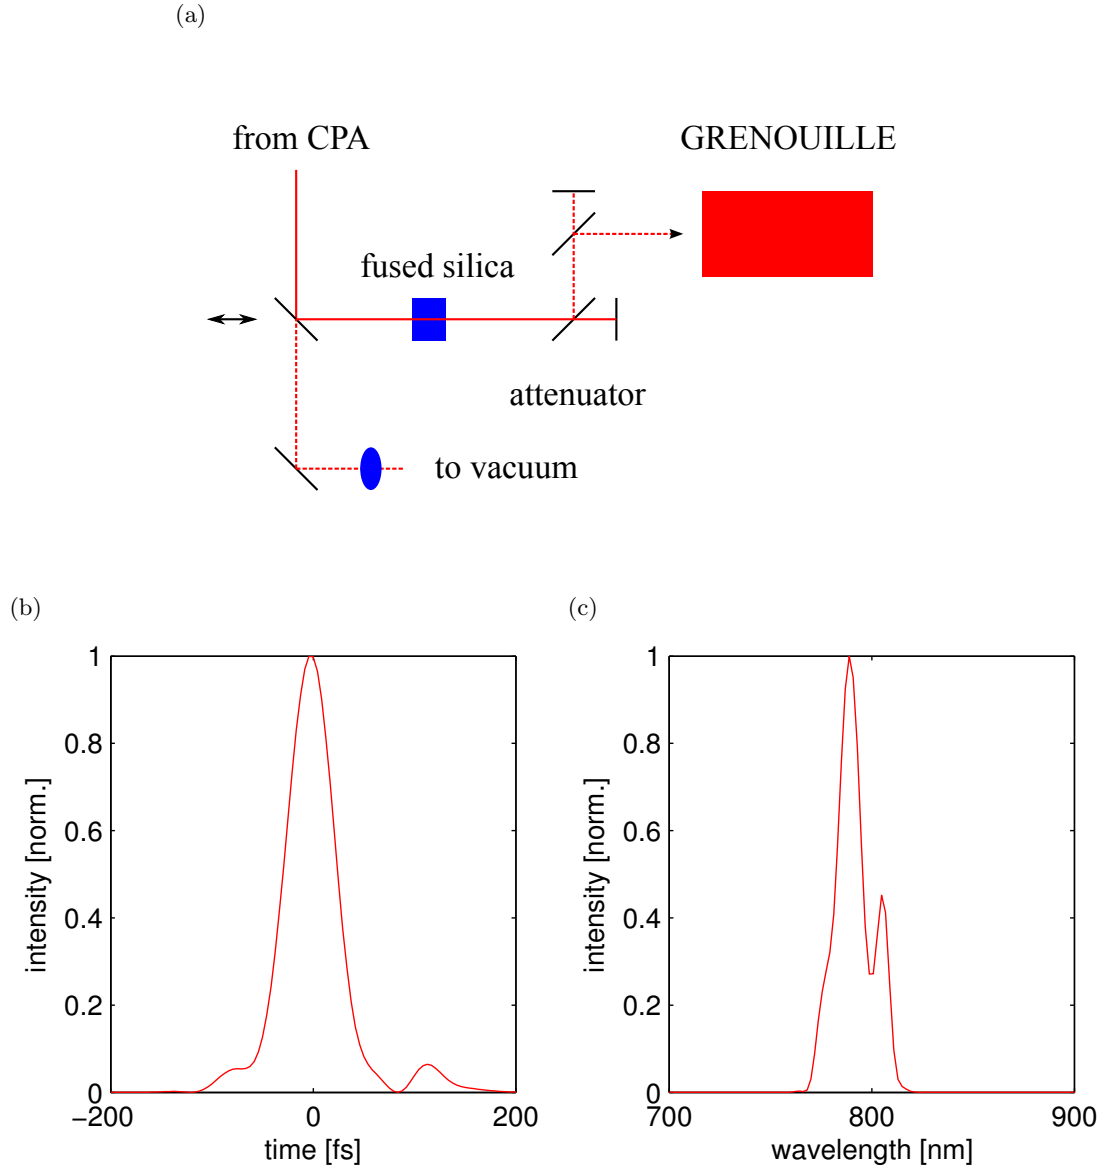 (a)
from CPA
GRENOUILLE
fused silica
attenuator
to vacuum
(b)
1
0.8
0.6
0.4
0.2
0
−200
0
200
intensity [norm.]
time [fs]
(c)
1
0.8
0.6
0.4
0.2
0
700
800
900
intensity [norm.]
wavelength [nm]